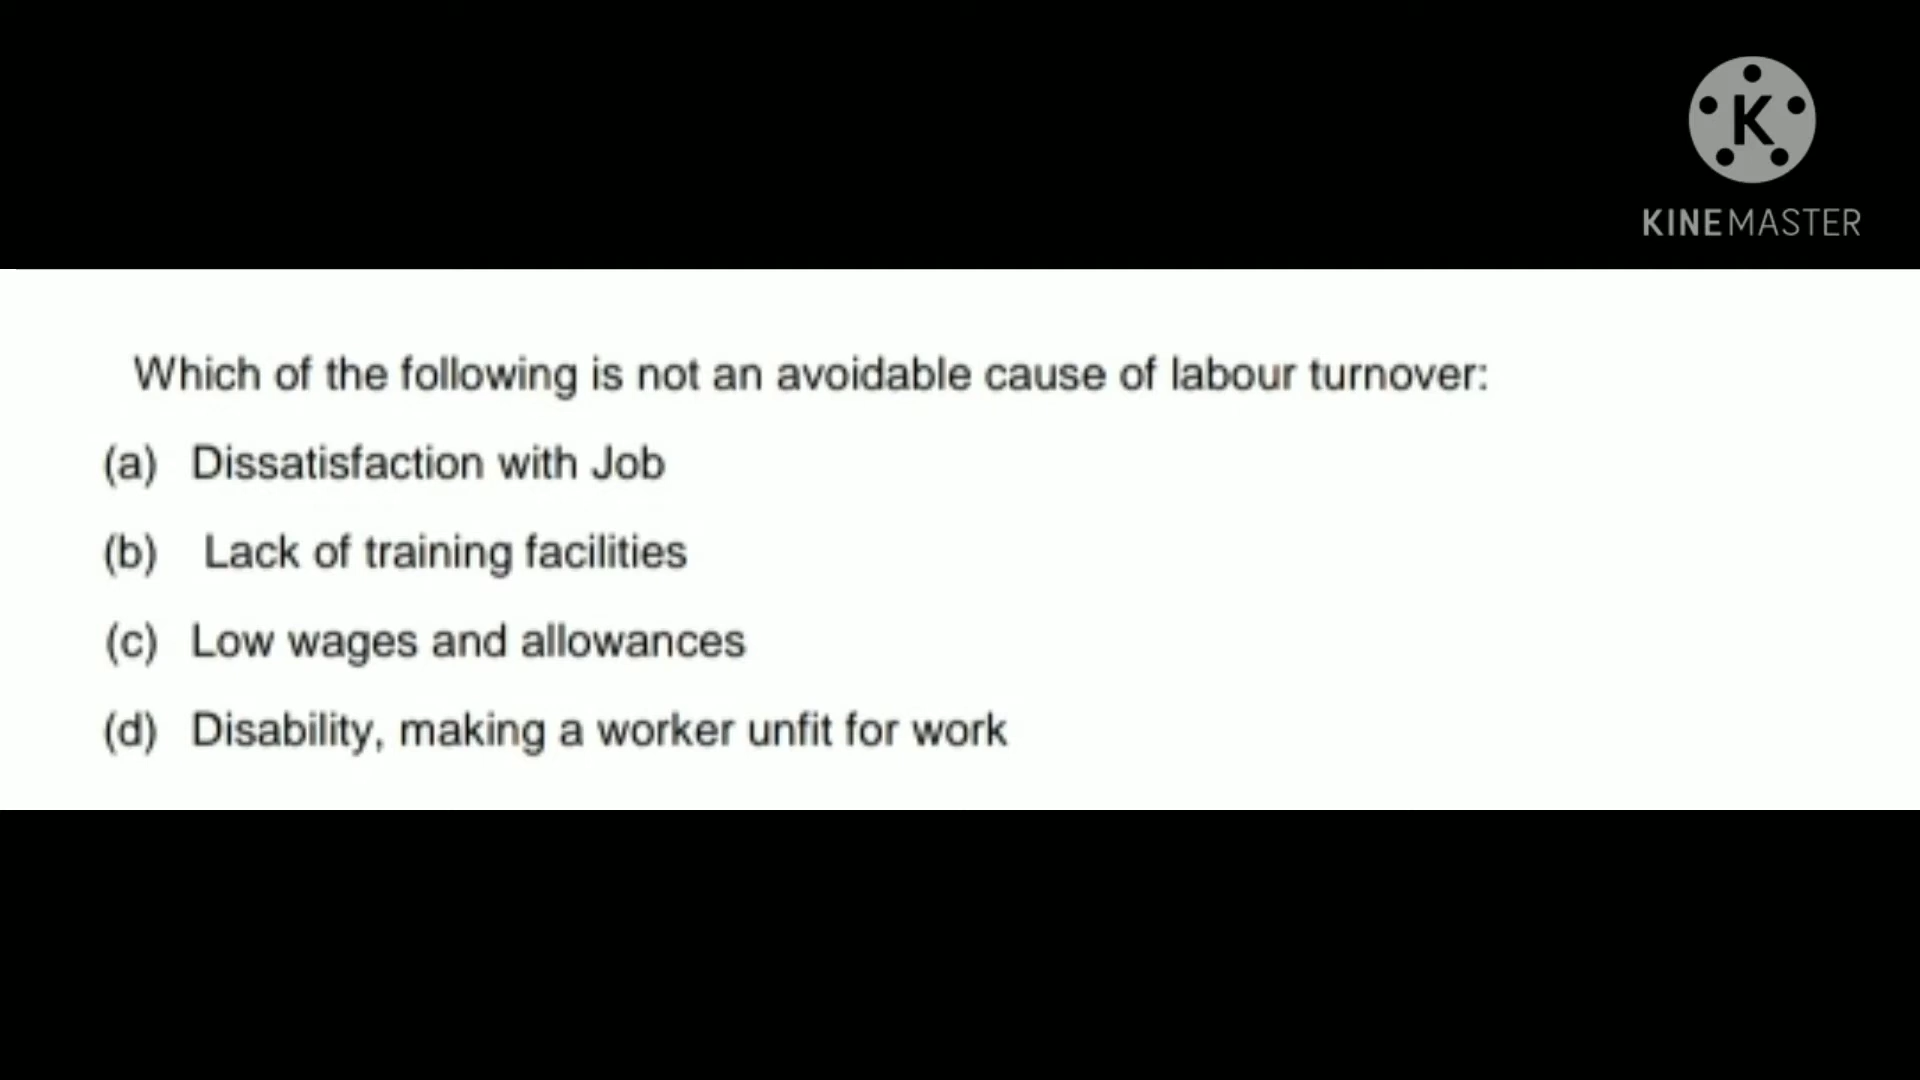 KINEMASTER
Which of the following is not an avoidable cause of labour turnover:
(a) Dissatisfaction with Job
(b) Lack of training facilities
(c) Low wages and allowances
(d) Disability, making a worker unfit for work